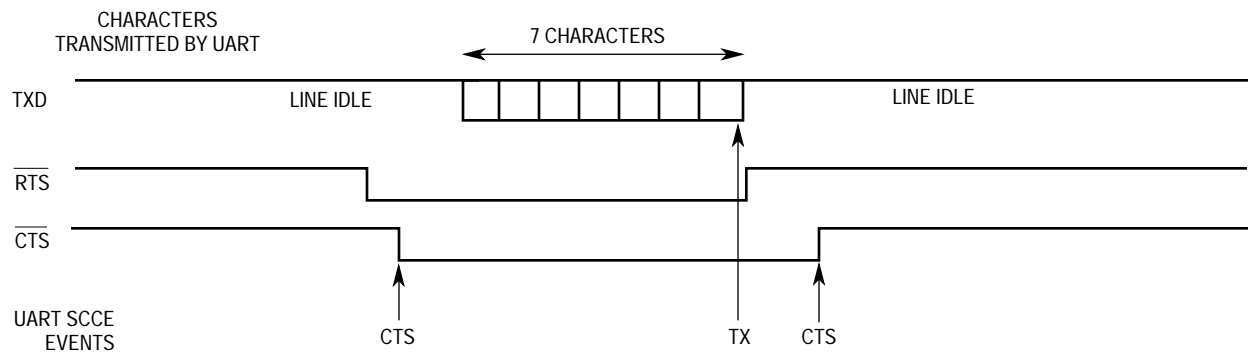 CHARACTERS
TRANSMITTED BY UART
7 CHARACTERS
TXD
LINE IDLE
LINE IDLE
RTS
CTS
UART SCCE
EVENTS
CTS
TX
CTS